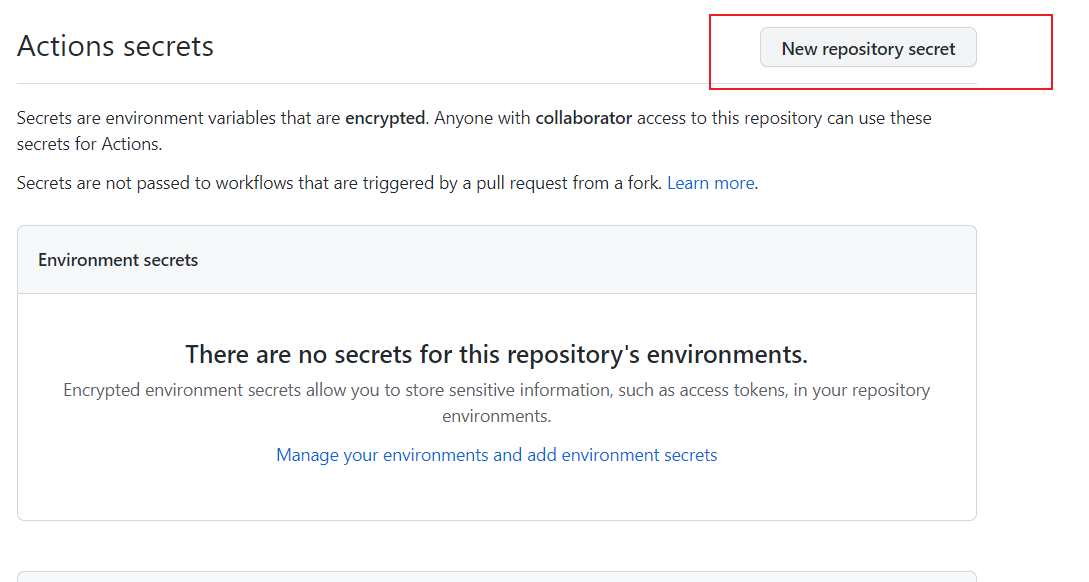 Actions secrets
New repository secret
Secrets are environment variables that are encrypted. Anyone with collaborator access to this repository can use these
secrets for Actions.
Secrets are not passed to workflows that are triggered by a pull request from a fork. Learn more.
Environment secrets
There are no secrets for this repository's environments.
Encrypted environment secrets allow you to store sensitive information, such as access tokens, in your repository
environments.
Manage your environments and add environment secrets